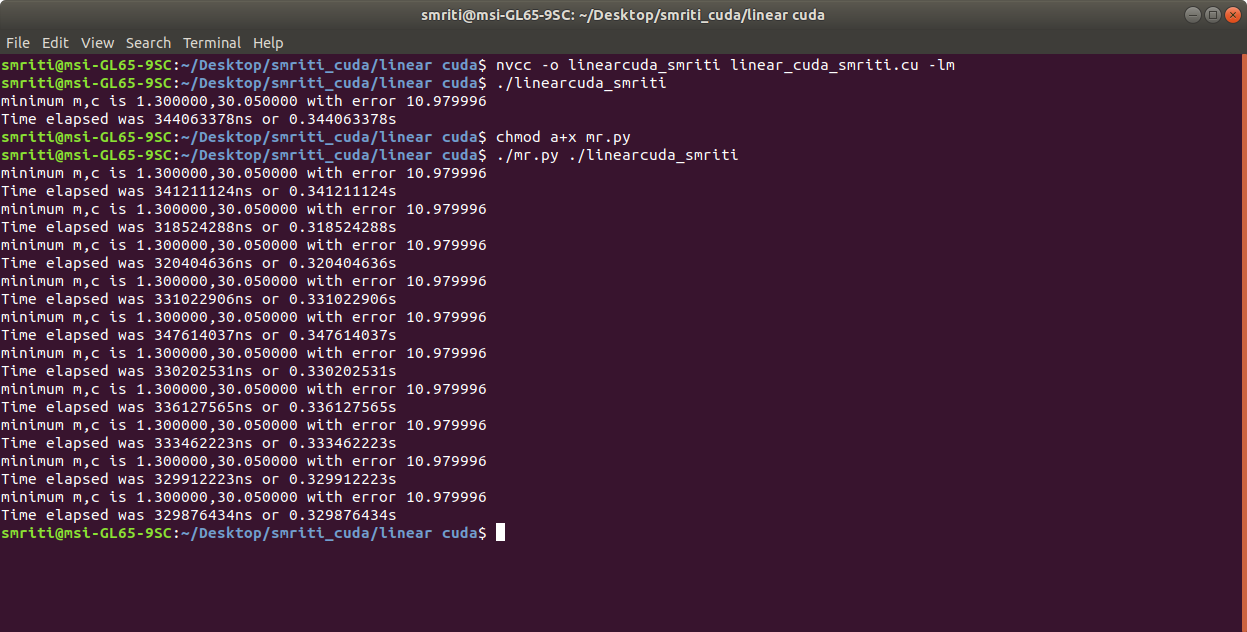 smriti@msi-GL65-9SC: ~/Desktop/smriti_cuda/linear cuda
File Edit View Search Terminal Help
smriti@msi-GL65-9SC:~/Desktop/smriti_cuda/linear cuda$ nvcc -o linearcuda_smriti linear_cuda_smriti.cu -lm
smriti@msi-GL65-9SC:~/Desktop/smriti_cuda/linear cuda$ ./linearcuda_smriti
minimum m,c is 1.300000,30.050000 with error 10.979996
Time elapsed was 344063378ns or 0.344063378s
smriti@msi-GL65-9SC:~/Desktop/smriti_cuda/linear cuda$ chmod a+x mr.py
smriti@msi-GL65-9SC:~/Desktop/smriti_cuda/linear cuda$ ./mr.py ./linearcuda_smriti
minimum m,c is 1.300000,30.050000 with error 10.979996
Time elapsed was 341211124ns or 0.341211124s
minimum m,c is 1.300000,30.050000 with error 10.979996
Time elapsed was 318524288ns or 0.318524288s
minimum m,c is 1.300000,30.050000 with error 10.979996
Time elapsed was 320404636ns or 0.320404636s
minimum m,c is 1.300000,30.050000 with error 10.979996
Time elapsed was 331022906ns or 0.331022906s
minimum m,c is 1.300000,30.050000 with error 10.979996
Time elapsed was 347614037ns or 0.347614037s
minimum m,c is 1.300000,30.050000 with error 10.979996
Time elapsed was 330202531ns or 0.330202531s
minimum m,c is 1.300000,30.050000 with error 10.979996
Time elapsed was 336127565ns or 0.336127565s
minimum m,c is 1.300000,30.050000 with error 10.979996
Time elapsed was 333462223ns or 0.333462223s
minimum m,c is 1.300000,30.050000 with error 10.979996
Time elapsed was 329912223ns or 0.329912223s
minimum m,c is 1.300000,30.050000 with error 10.979996
Time elapsed was 329876434ns or 0.329876434s
smriti@msi-GL65-9SC:~/Desktop/smriti_cuda/linear cuda$